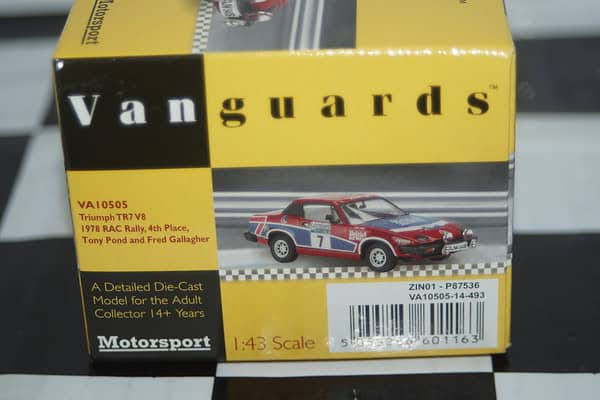 Motorsport
Vanguards™
VA10505
Triumph TR7 V8
1978 RAC Rally, 4th Place,
Tony Pond and Fred Gallagher
7
A Detailed Die-Cast
Model for the Adult
Collector 14+ Years
Motorsport
1:43 Scale
ZIN01 - P87536
VA10505-14-493
601163